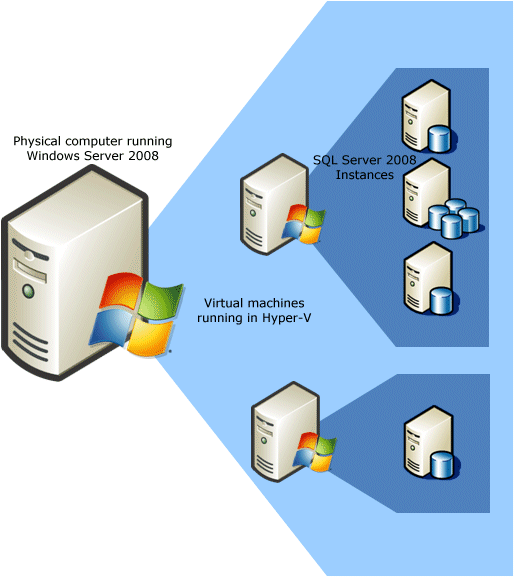 Physical computer running
Windows Server 2008
SQL Server 2008
Instances
Virtual machines
running in Hyper-V